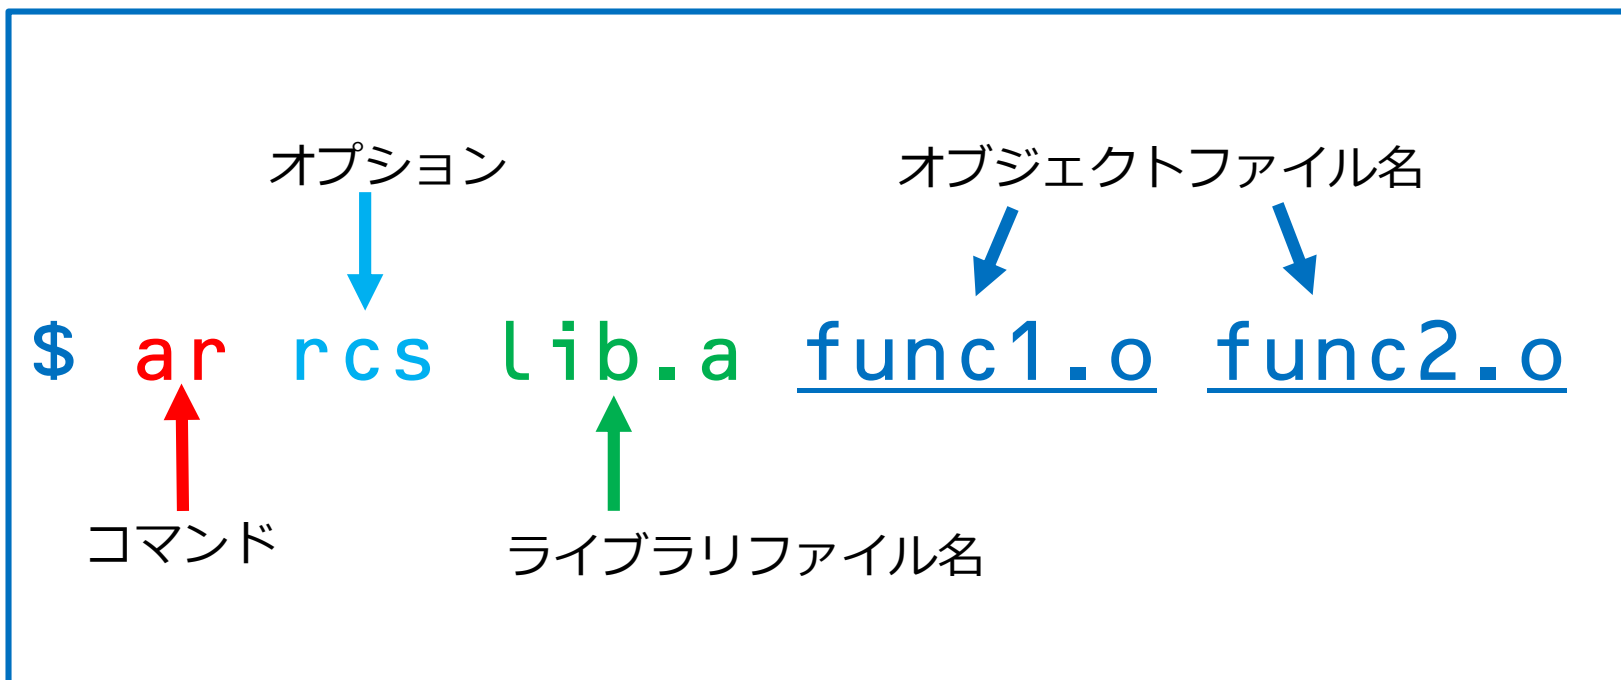 オプション オブジェクトファイル名
$ ar rcs lib.a func1.o func2.o
コマンド ライブラリファイル名